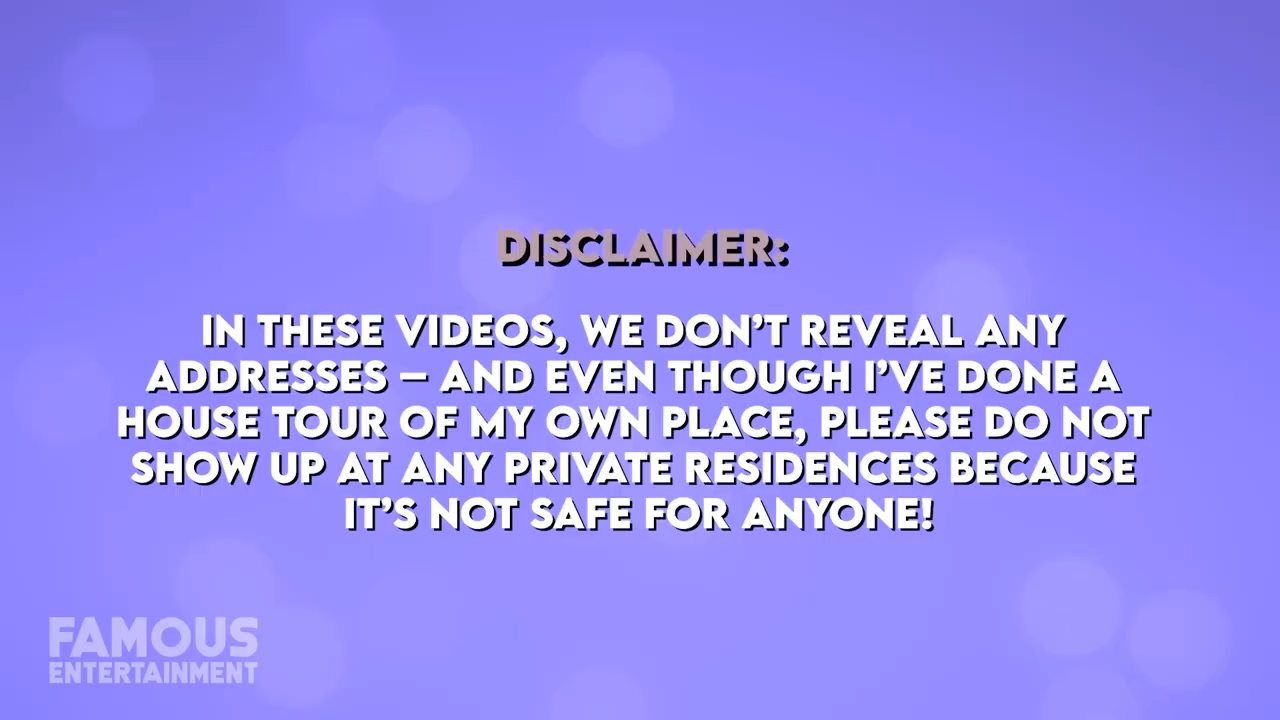 DISCLAIMER:
IN THESE VIDEOS, WE DON’T REVEAL ANY
ADDRESSES – AND EVEN THOUGH I’VE DONE A
HOUSE TOUR OF MY OWN PLACE, PLEASE DO NOT
SHOW UP AT ANY PRIVATE RESIDENCES BECAUSE
IT’S NOT SAFE FOR ANYONE!
FAMOUS
ENTERTAINMENT